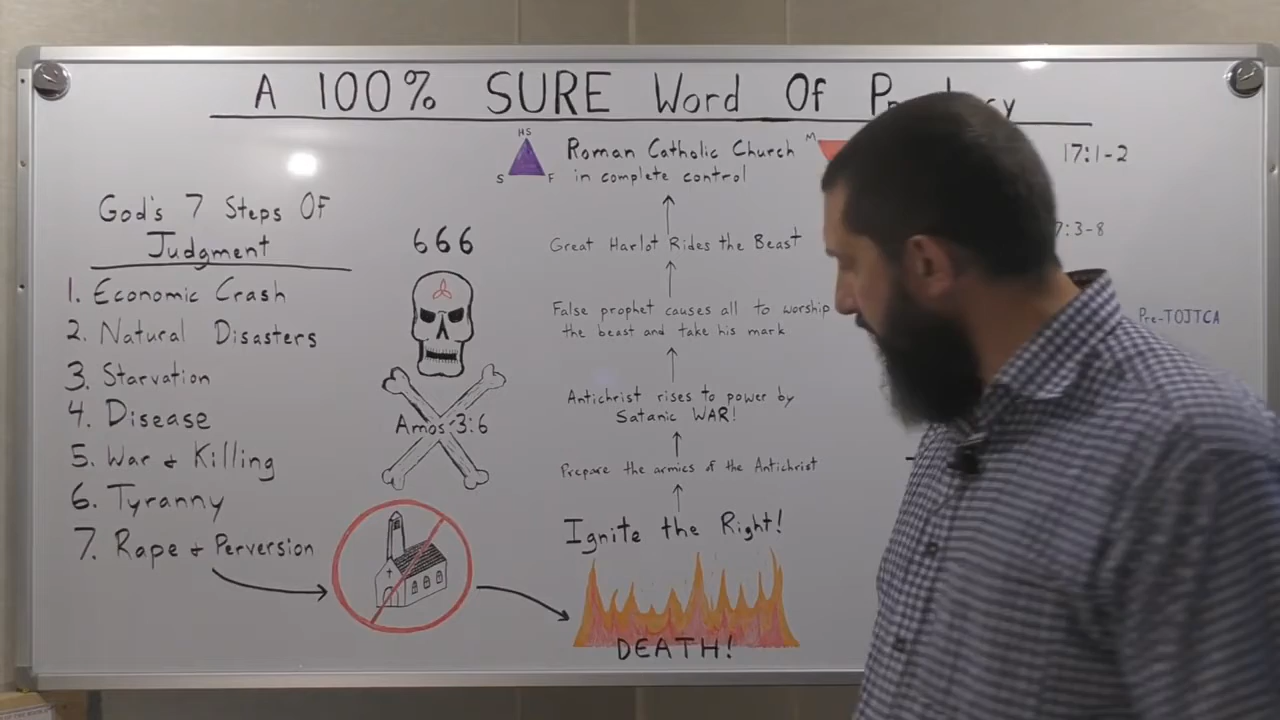 A 100% SURE Word Of
HS
S F
Roman Catholic Church
in complete control
M
17:1-2
God's 7 Steps Of
Judgment
1. Economic Crash
2. Natural Disasters
3. Starvation
4. Disease
5. War & Killing
6. Tyranny
7. Rape & Perversion
666
Amos 3:6
Great Harlot Rides the Beast
:3-8
False prophet causes all to worship
the beast and take his mark
Pre-TOJTCA
Antichrist rises to power by
Satanic WAR!
Prepare the armies of the Antichrist
Ignite the Right!
DEATH!